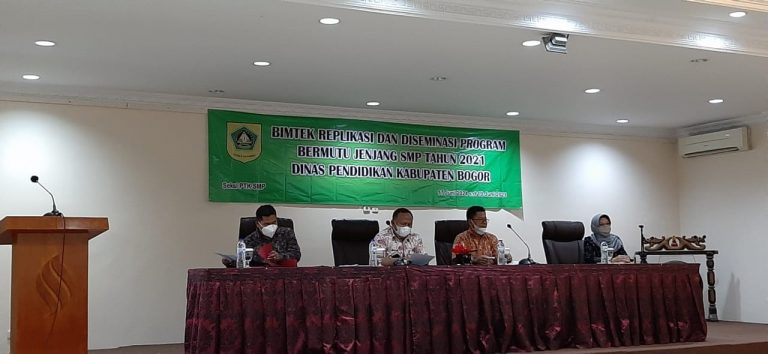 BIMTEK REPLIKASI DAN DISEMINASI PROGRAM
BERMUTU JENJANG SMP TAHUN 2021
DINAS PENDIDIKAN KABUPATEN BOGOR
Seksi PTK SMP